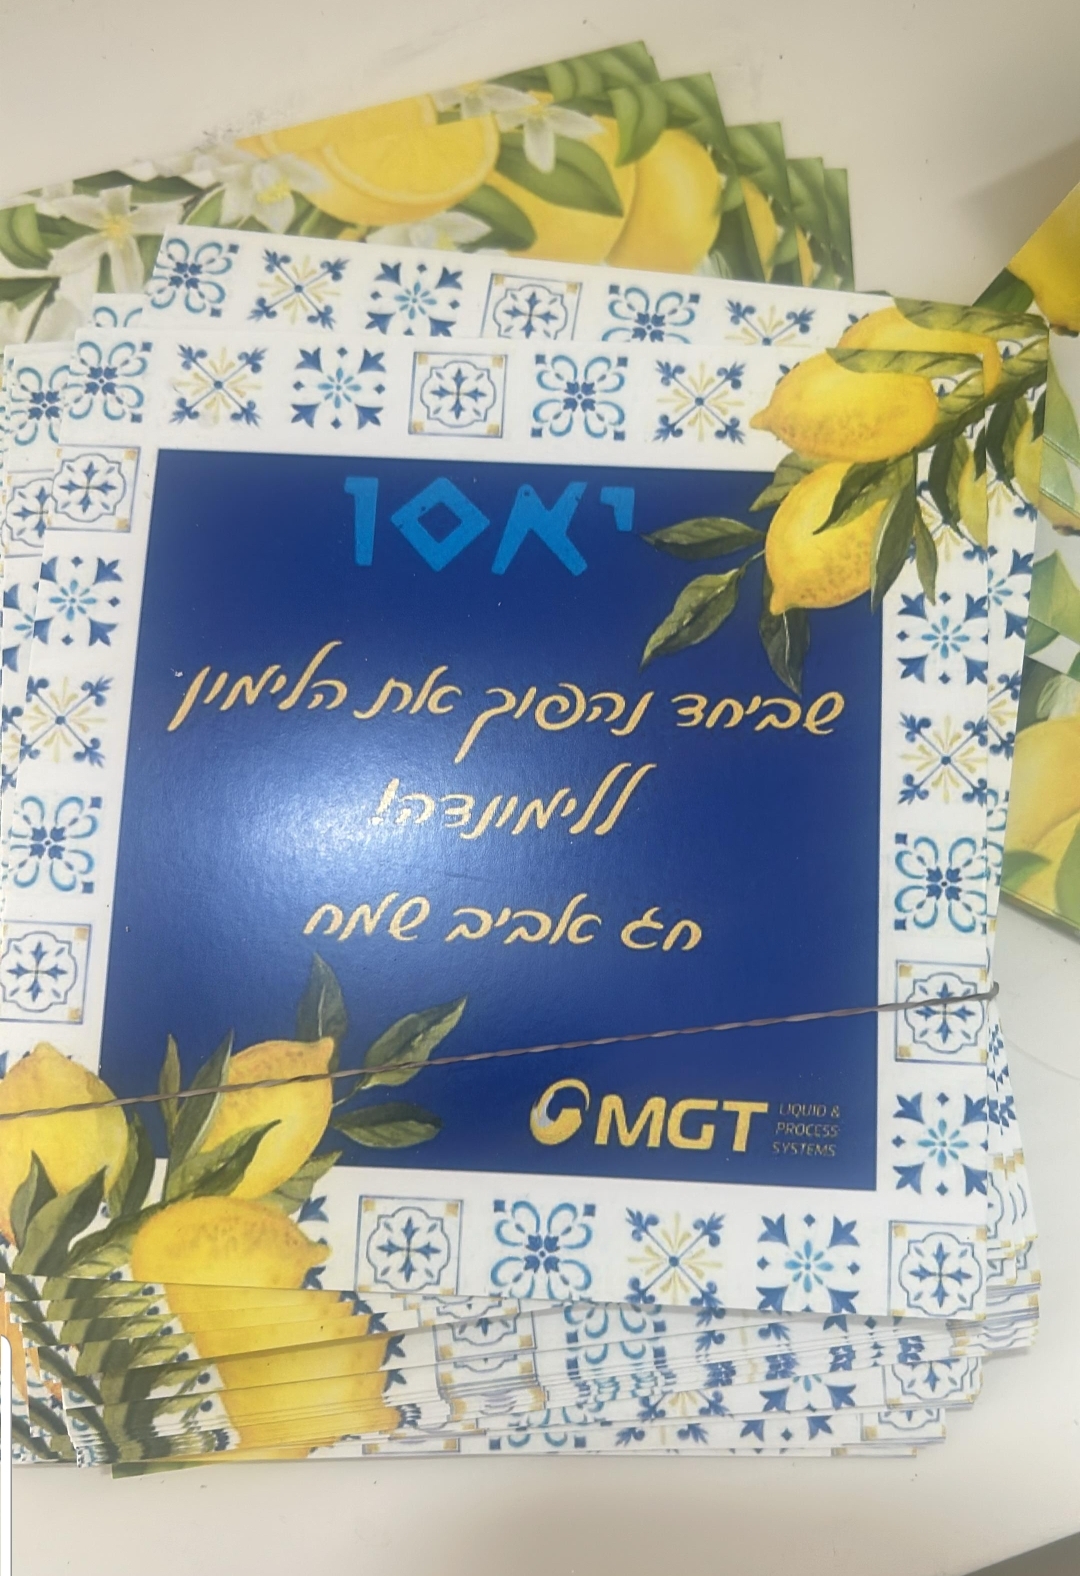 יאסו
שביחד נהפוך את הלימון
ללימונדה!
חג אביב שמח
MGT
LIQUID &
PROCESS
SYSTEMS